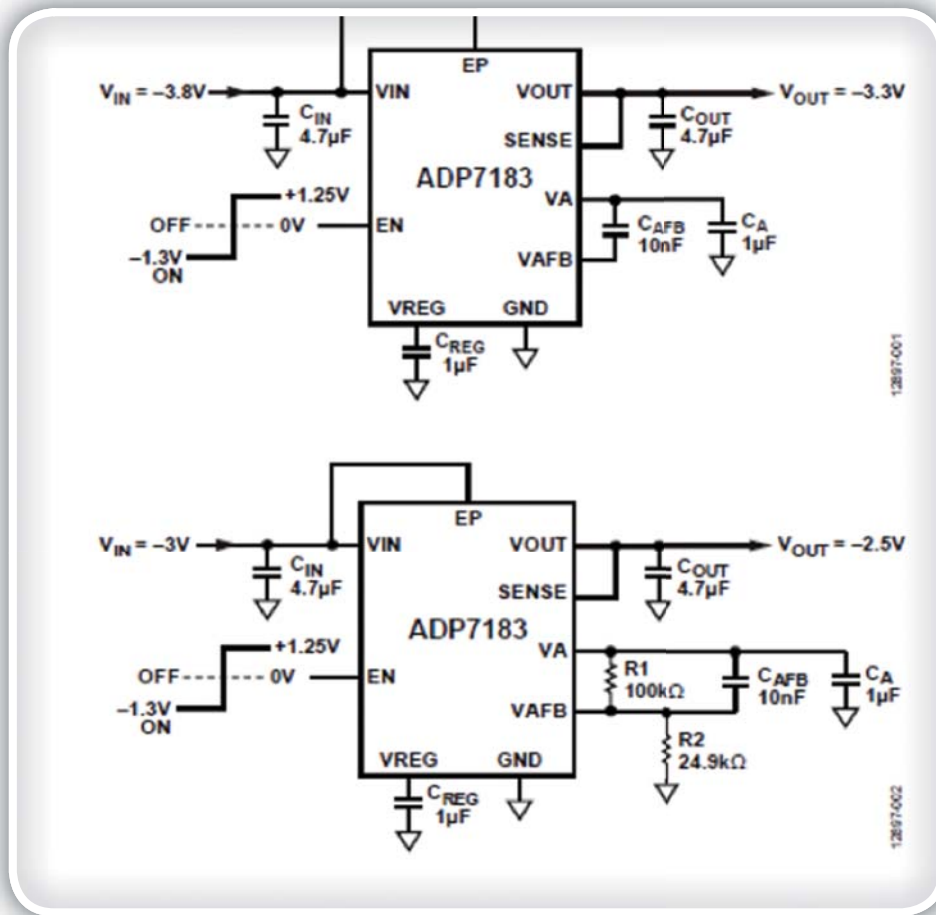 EP
V_IN = –3.8V
VIN
VOUT
V_OUT = –3.3V
C_IN
4.7µF
C_OUT
4.7µF
SENSE
ADP7183
+1.25V
VA
OFF
0V
EN
C_AFB
10nF
C_A
1µF
–1.3V
ON
VAFB
VREG
GND
C_REG
1µF
12897-001
EP
V_IN = –3V
VIN
VOUT
V_OUT = –2.5V
C_IN
4.7µF
C_OUT
4.7µF
SENSE
ADP7183
+1.25V
VA
OFF
0V
EN
R1
100kΩ
C_AFB
10nF
C_A
1µF
–1.3V
ON
VAFB
R2
24.9kΩ
VREG
GND
C_REG
1µF
12897-002